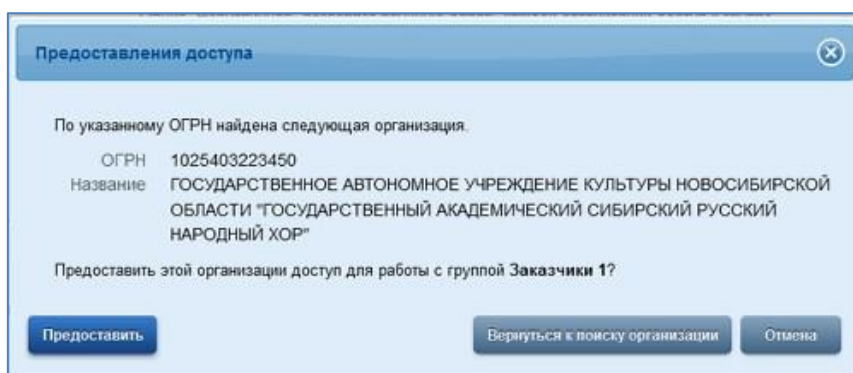 Предоставления доступа
По указанному ОГРН найдена следующая организация.
ОГРН 1025403223450
Название ГОСУДАРСТВЕННОЕ АВТОНОМНОЕ УЧРЕЖДЕНИЕ КУЛЬТУРЫ НОВОСИБИРСКОЙ
ОБЛАСТИ "ГОСУДАРСТВЕННЫЙ АКАДЕМИЧЕСКИЙ СИБИРСКИЙ РУССКИЙ
НАРОДНЫЙ ХОР"
Предоставить этой организации доступ для работы с группой Заказчики 1?
Предоставить Вернуться к поиску организации Отмена